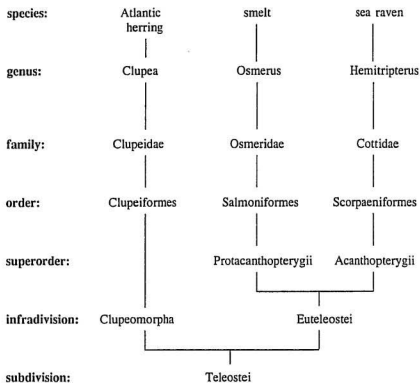 species: Atlantic herring smelt sea raven
genus: Clupea Osmerus Hemitripterus
family: Clupeidae Osmeridae Cottidae
order: Clupeiformes Salmoniformes Scorpaeniformes
superorder: Protacanthopterygii Acanthopterygii
infradivision: Clupeomorpha Euteleostei
subdivision: Teleostei